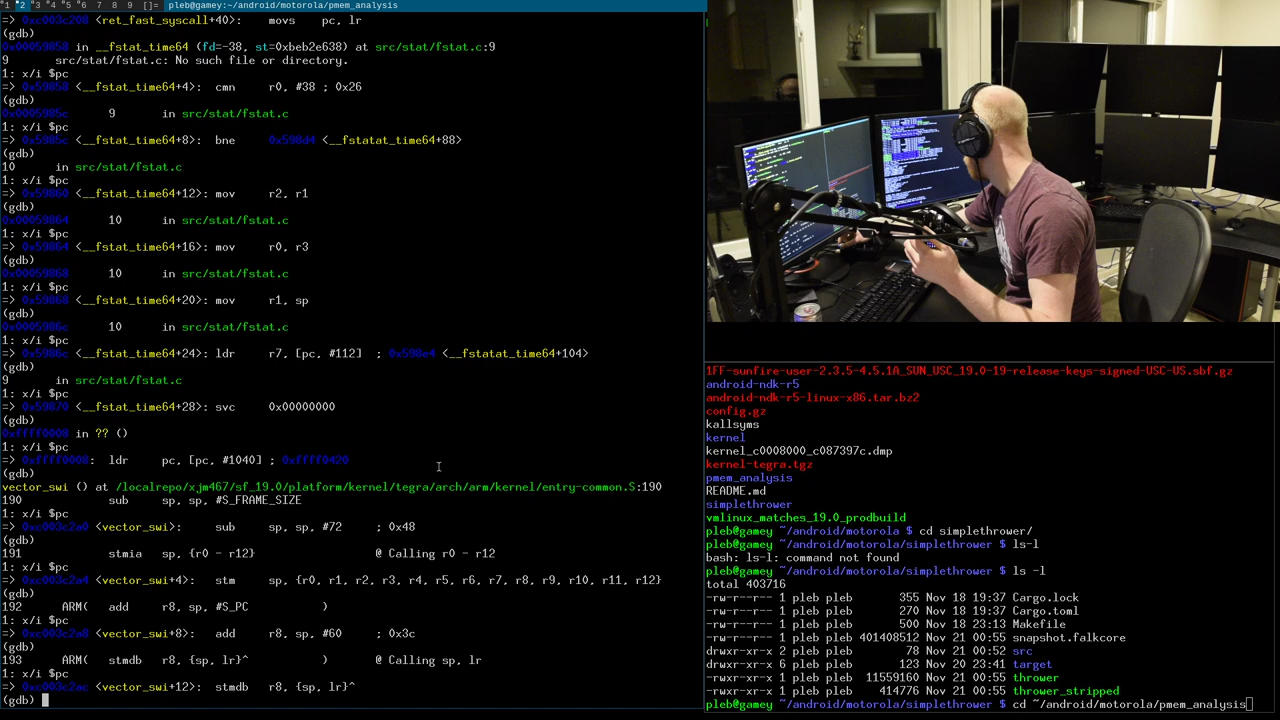 *1 *2 *3 *4 *5 *6  7  8  9  []= pleb@gamey:~/android/motorola/pmem_analysis
=> 0xc003c208 <ret_fast_syscall+40>:    movs    pc, lr
(gdb)
0x00059858 in __fstat_time64 (fd=-38, st=0xbeb2e638) at src/stat/fstat.c:9
9       src/stat/fstat.c: No such file or directory.
1: x/i $pc
=> 0x59858 <__fstat_time64+4>:  cmn     r0, #38 ; 0x26
(gdb)
0x0005985c      9       in src/stat/fstat.c
1: x/i $pc
=> 0x5985c <__fstat_time64+8>:  bne     0x598d4 <__fstatat_time64+88>
(gdb)
10      in src/stat/fstat.c
1: x/i $pc
=> 0x59860 <__fstat_time64+12>: mov     r2, r1
(gdb)
0x00059864      10      in src/stat/fstat.c
1: x/i $pc
=> 0x59864 <__fstat_time64+16>: mov     r0, r3
(gdb)
0x00059868      10      in src/stat/fstat.c
1: x/i $pc
=> 0x59868 <__fstat_time64+20>: mov     r1, sp
(gdb)
0x0005986c      10      in src/stat/fstat.c
1: x/i $pc
=> 0x5986c <__fstat_time64+24>: ldr     r7, [pc, #112]  ; 0x598e4 <__fstatat_time64+104>
(gdb)
9       in src/stat/fstat.c
1: x/i $pc
=> 0x59870 <__fstat_time64+28>: svc     0x00000000
(gdb)
0xffff0008 in ?? ()
1: x/i $pc
=> 0xffff0008:  ldr     pc, [pc, #1040] ; 0xffff0420
(gdb)
vector_swi () at /localrepo/xjm467/sf_19.0/platform/kernel/tegra/arch/arm/kernel/entry-common.S:190
190             sub     sp, sp, #S_FRAME_SIZE
1: x/i $pc
=> 0xc003c2a0 <vector_swi>:     sub     sp, sp, #72     ; 0x48
(gdb)
191             stmia   sp, {r0 - r12}                  @ Calling r0 - r12
1: x/i $pc
=> 0xc003c2a4 <vector_swi+4>:   stm     sp, {r0, r1, r2, r3, r4, r5, r6, r7, r8, r9, r10, r11, r12}
(gdb)
192      ARM(   add     r8, sp, #S_PC           )
1: x/i $pc
=> 0xc003c2a8 <vector_swi+8>:   add     r8, sp, #60     ; 0x3c
(gdb)
193      ARM(   stmdb   r8, {sp, lr}^           )       @ Calling sp, lr
1: x/i $pc
=> 0xc003c2ac <vector_swi+12>:  stmdb   r8, {sp, lr}^
(gdb)
1FF-sunfire-user-2.3.5-4.5.1A_SUN_USC_19.0-19-release-keys-signed-USC-US.sbf.gz
android-ndk-r5
android-ndk-r5-linux-x86.tar.bz2
config.gz
kallsyms
kernel
kernel_c0008000_c087397c.dmp
kernel-tegra.tgz
pmem_analysis
README.md
simplethrower
vmlinux_matches_19.0_prodbuild
pleb@gamey ~/android/motorola $ cd simplethrower/
pleb@gamey ~/android/motorola/simplethrower $ ls-l
bash: ls-l: command not found
pleb@gamey ~/android/motorola/simplethrower $ ls -l
total 403716
-rw-r--r-- 1 pleb pleb       355 Nov 18 19:37 Cargo.lock
-rw-r--r-- 1 pleb pleb       270 Nov 18 19:37 Cargo.toml
-rw-r--r-- 1 pleb pleb       500 Nov 18 23:13 Makefile
-rw-r--r-- 1 pleb pleb 401408512 Nov 21 00:55 snapshot.falkcore
drwxr-xr-x 2 pleb pleb        78 Nov 21 00:52 src
drwxr-xr-x 6 pleb pleb       123 Nov 20 23:41 target
-rwxr-xr-x 1 pleb pleb  11559160 Nov 21 00:55 thrower
-rwxr-xr-x 1 pleb pleb    414776 Nov 21 00:55 thrower_stripped
pleb@gamey ~/android/motorola/simplethrower $ cd ~/android/motorola/pmem_analysis